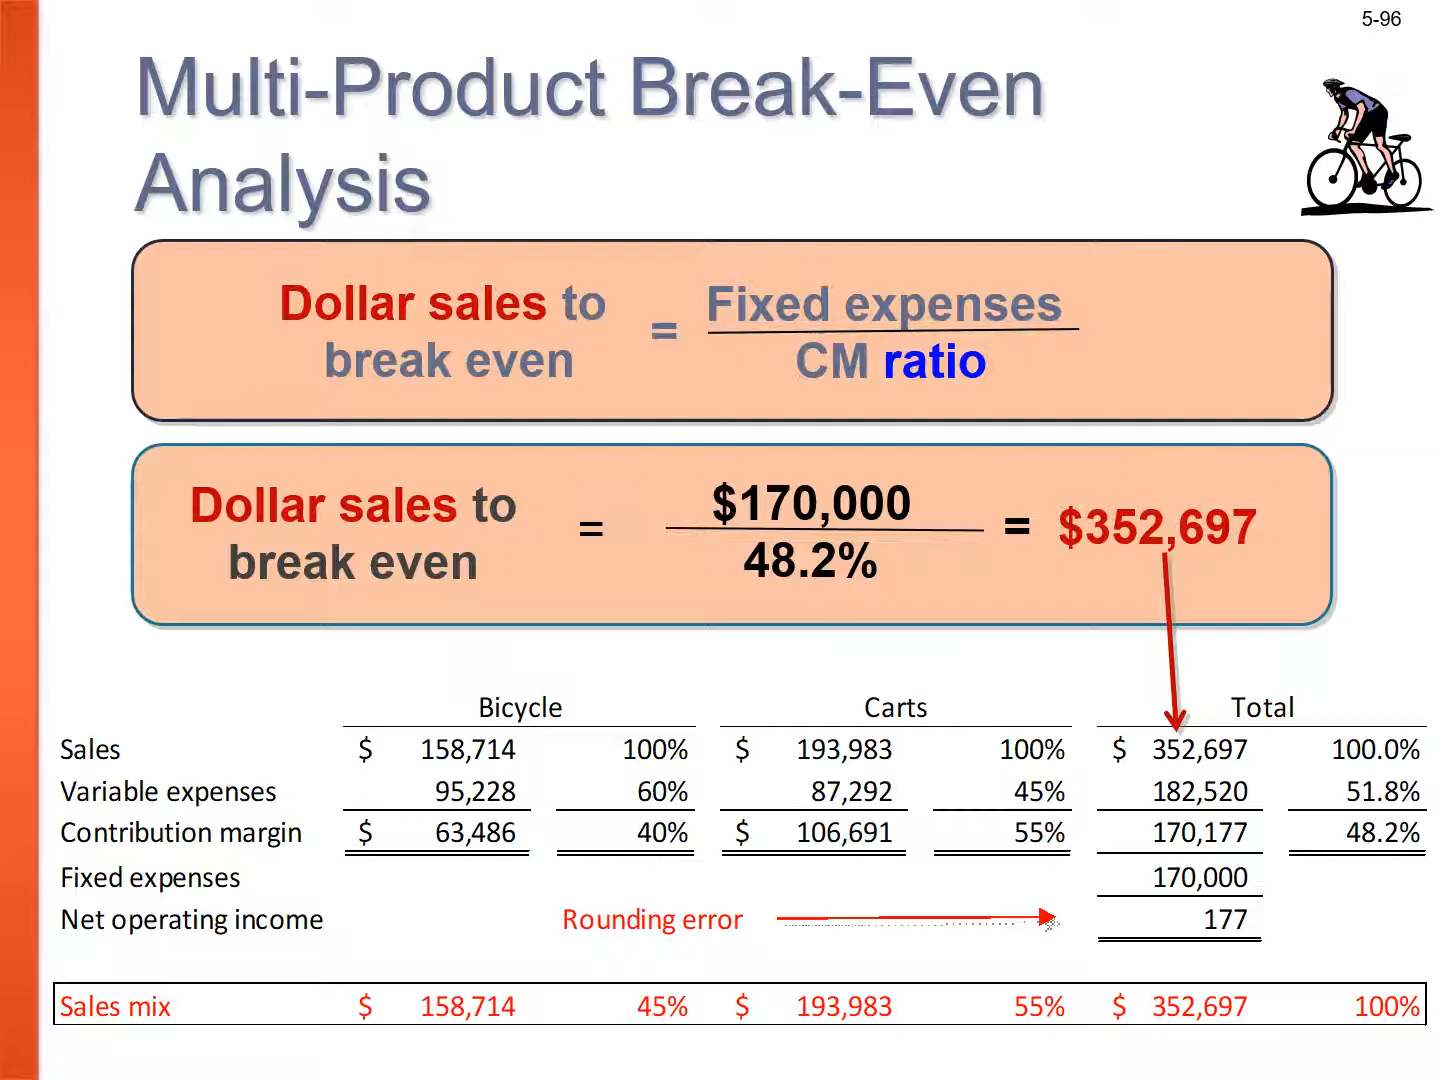 5-96
Multi-Product Break-Even
Analysis
Dollar sales to break even = Fixed expenses
CM ratio
Dollar sales to break even = $170,000
48.2% = $352,697
Bicycle Carts Total
Sales $ 158,714 100% $ 193,983 100% $ 352,697 100.0%
Variable expenses 95,228 60% 87,292 45% 182,520 51.8%
Contribution margin $ 63,486 40% $ 106,691 55% 170,177 48.2%
Fixed expenses 170,000
Net operating income Rounding error 177
Sales mix $ 158,714 45% $ 193,983 55% $ 352,697 100%